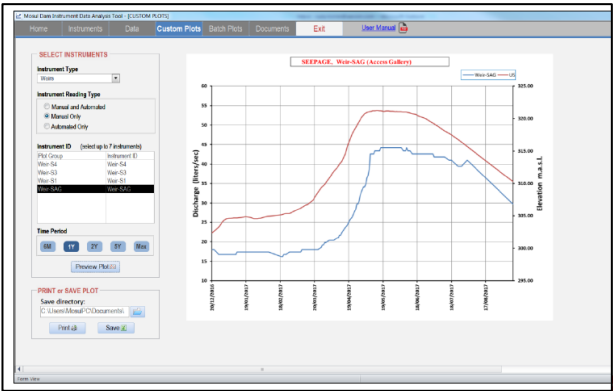 Mosul Dam Instrument Data Analysis Tool - [CUSTOM PLOTS]
Home Instruments Data Custom Plots Batch Plots Documents Exit User Manual
SELECT INSTRUMENTS
Instrument Type
Weirs
Instrument Reading Type
Manual and Automated
Manual Only
Automated Only
Instrument ID (select up to 7 instruments)
Plot Group Instrument ID
Weir-S4 Weir-S4
Weir-S3 Weir-S3
Weir-S1 Weir-S1
Weir-SAG Weir-SAG
Time Period
6M 1Y 2Y 5Y Max
Preview Plot
PRINT or SAVE PLOT
Save directory:
C:\Users\MosulPC\Documents\
Print Save
SEEPAGE, Weir-SAG (Access Gallery)
Weir-SAG US
Discharge (liters/sec)
60
55
50
45
40
35
30
25
20
15
10
325.00
320.00
315.00
310.00
305.00
300.00
295.00
Elevation m.a.s.l.
20/12/2016
19/01/2017
18/02/2017
20/03/2017
19/04/2017
19/05/2017
18/06/2017
18/07/2017
17/08/2017
Form View